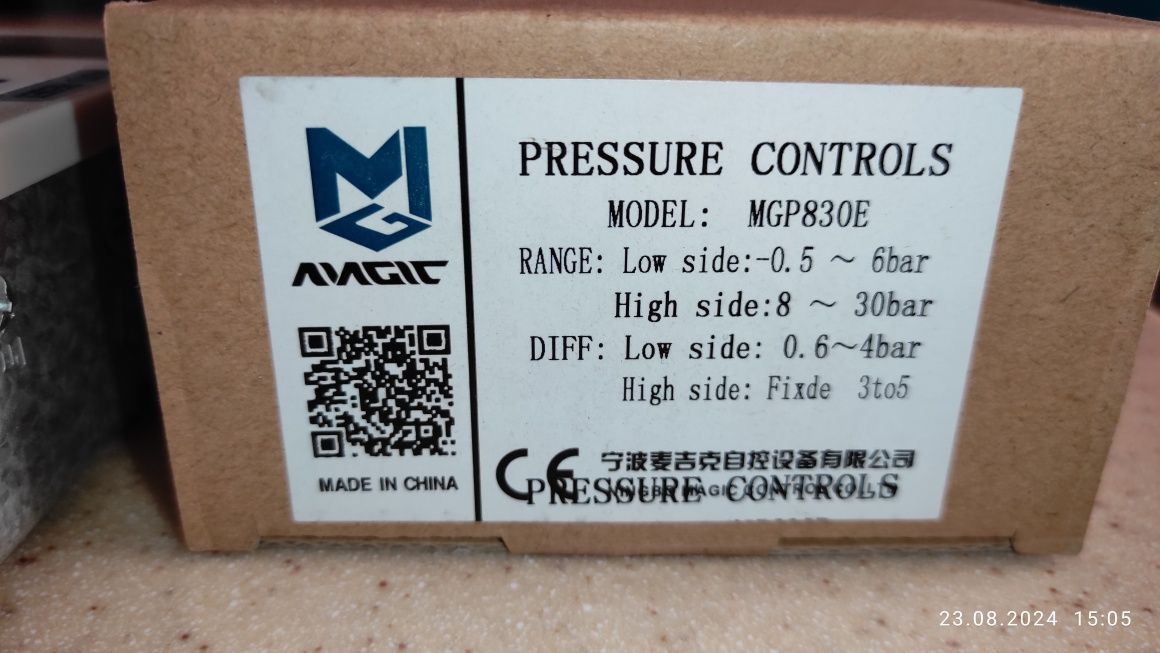 MG
MAGIC
MADE IN CHINA
PRESSURE CONTROLS
MODEL: MGP830E
RANGE: Low side:-0.5 ~ 6bar
High side:8 ~ 30bar
DIFF: Low side: 0.6~4bar
High side: Fixde 3to5
CE 宁波麦吉克自控设备有限公司
PRESSURE CONTROLS
23.08.2024 15:05